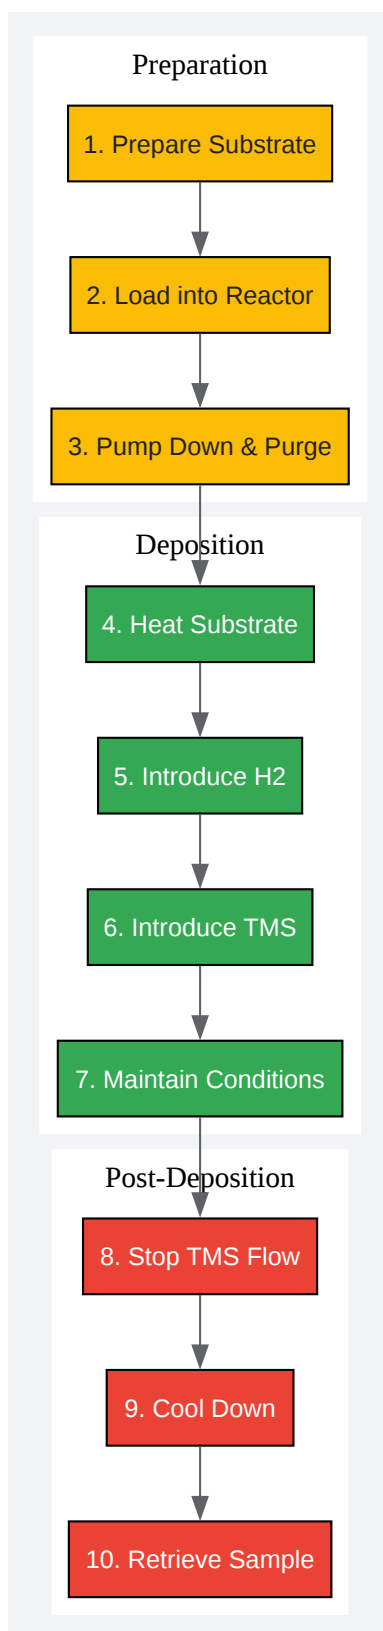 Preparation
1. Prepare Substrate
2. Load into Reactor
3. Pump Down & Purge
Deposition
4. Heat Substrate
5. Introduce H2
6. Introduce TMS
7. Maintain Conditions
Post-Deposition
8. Stop TMS Flow
9. Cool Down
10. Retrieve Sample